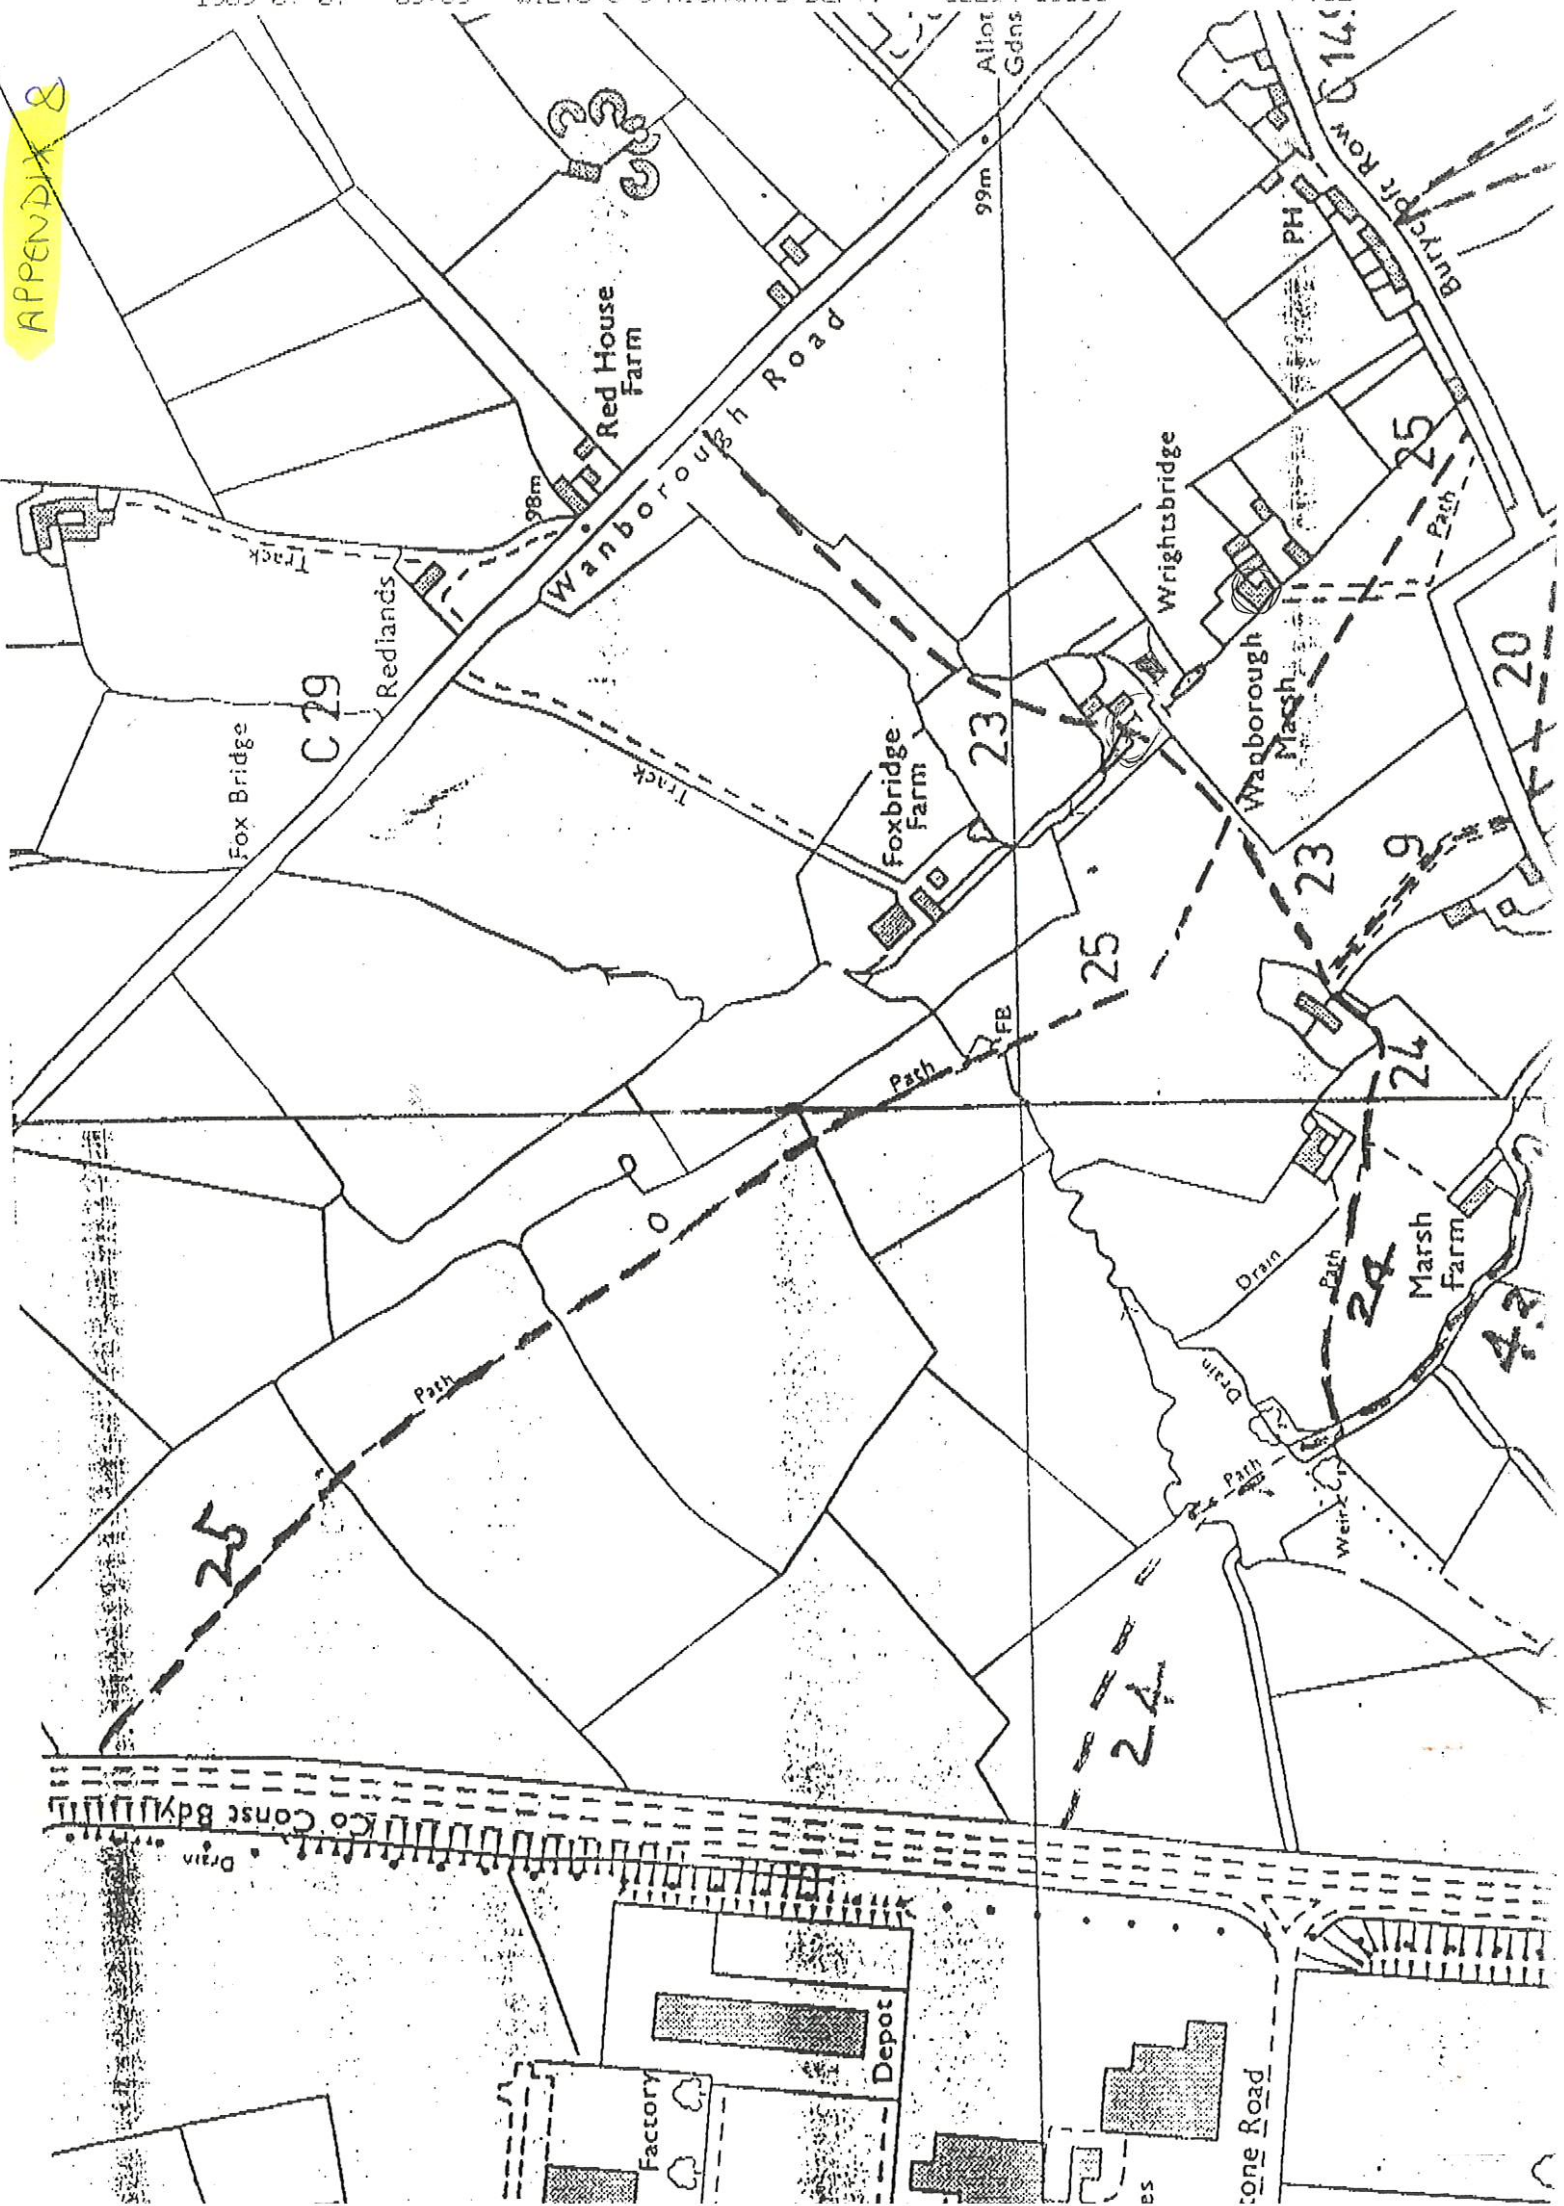 APPENDIX 8
Allot
Gdns
C 149
Track
98m
Red House
Farm
Wanborough Road
99m
PH
Burycroft Row
Redlands
C 29
Fox Bridge
Track
Foxbridge
Farm
23
Wrightsbridge
Wanborough
Marsh
25
Path
20
23
9
25
FB
Path
24
Path
24
Marsh
Farm
42
Drain
Drain
Path
Weir
Path
25
24
Co Const Bdy
Drain
Factory
Depot